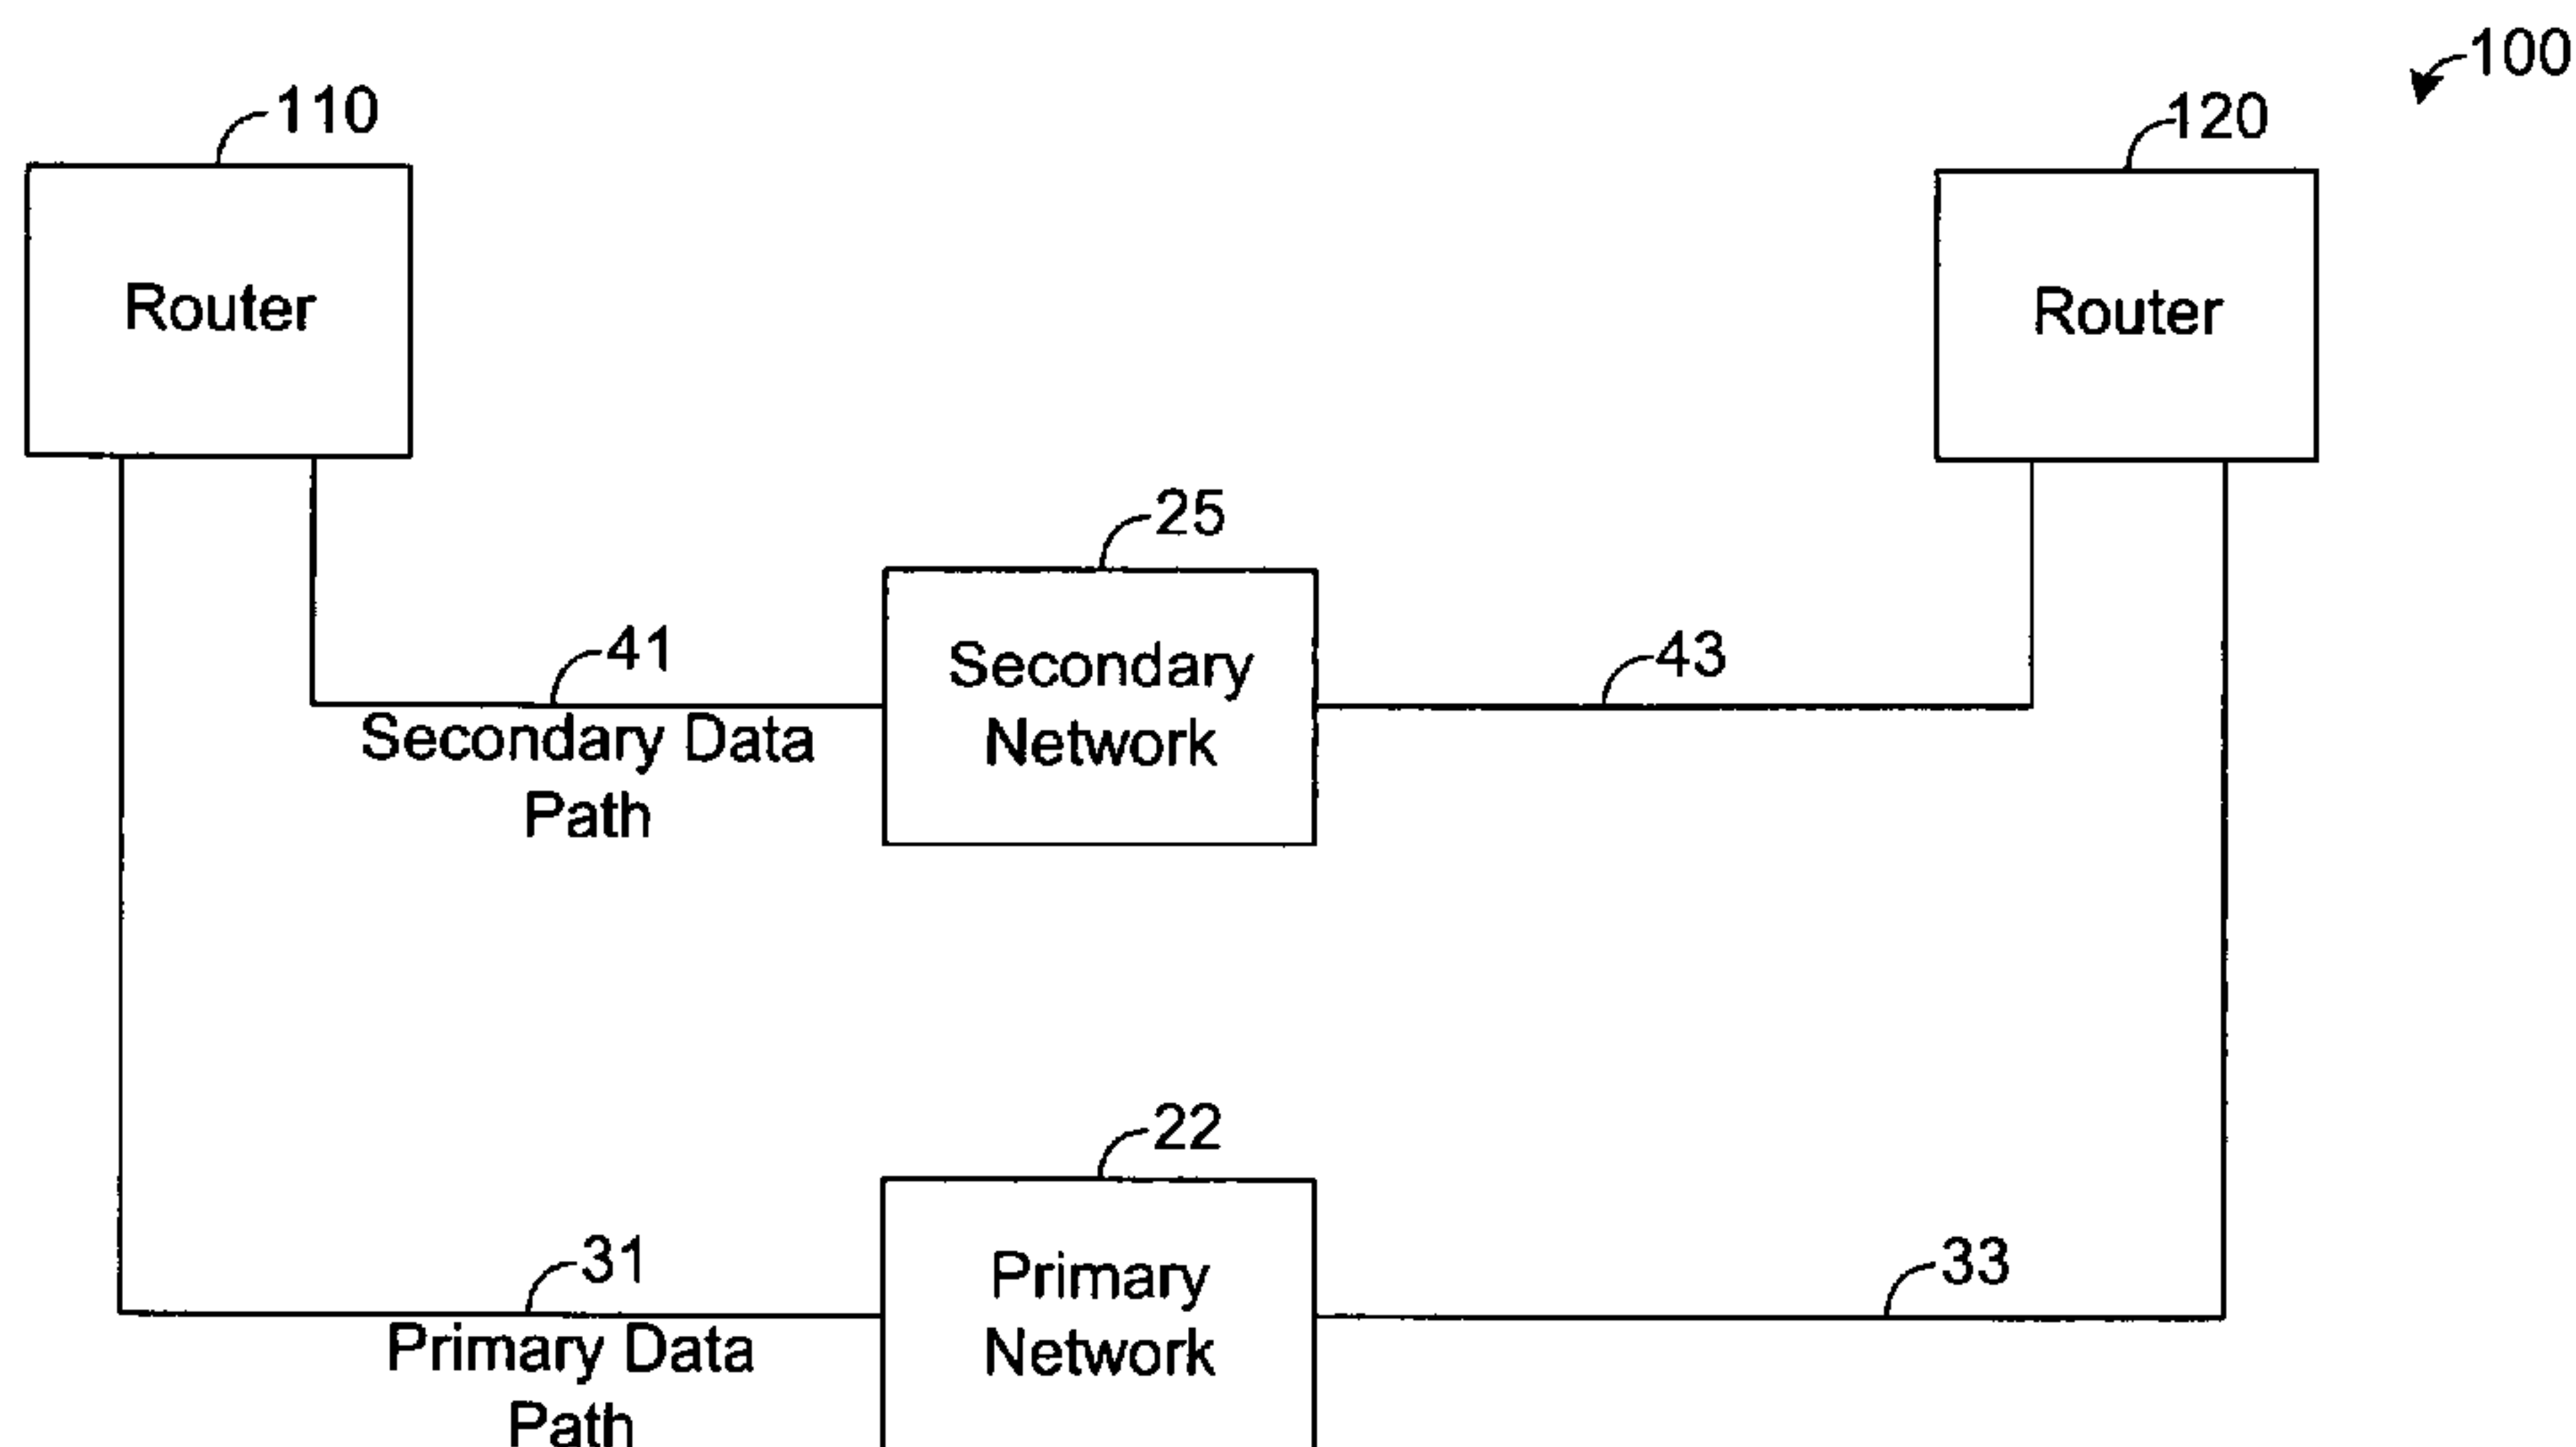 100
110
120
Router
Router
25
41
Secondary
Network
43
Secondary Data
Path
22
31
Primary
Network
33
Primary Data
Path